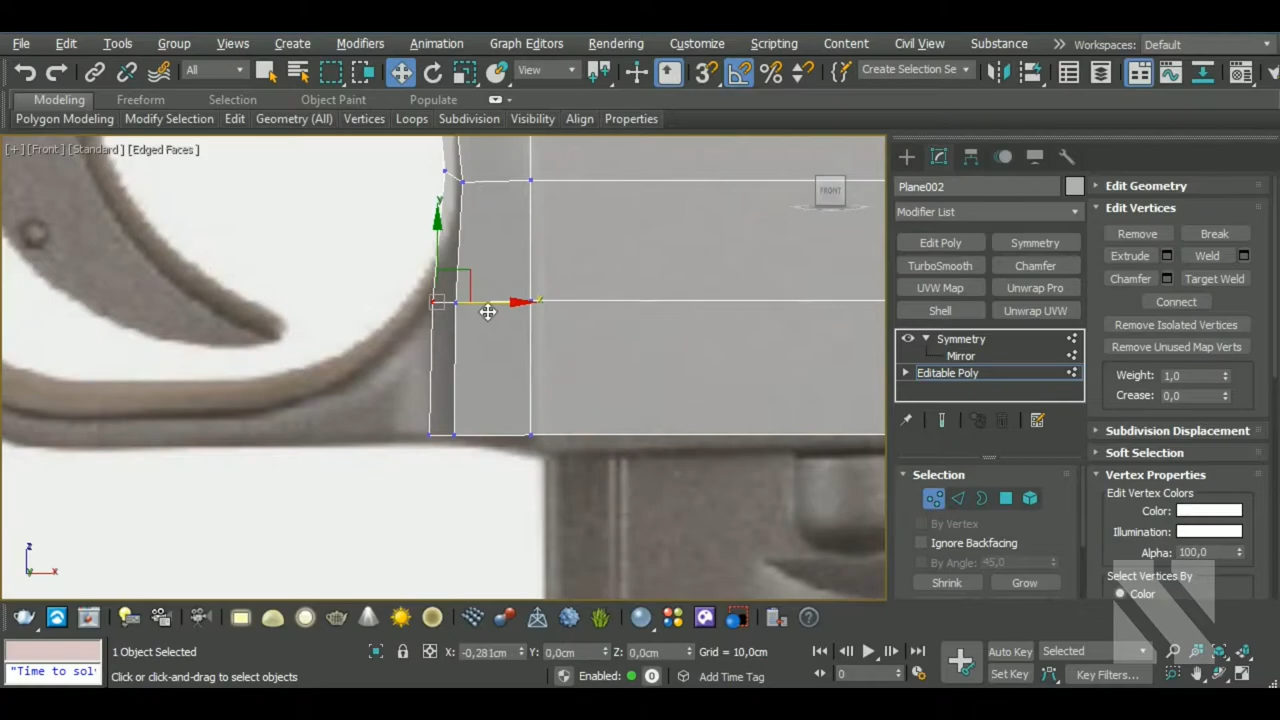 File Edit Tools Group Views Create Modifiers Animation Graph Editors Rendering Customize Scripting Content Civil View Substance Workspaces: Default
All View Create Selection Se
Modeling Freeform Selection Object Paint Populate
Polygon Modeling Modify Selection Edit Geometry (All) Vertices Loops Subdivision Visibility Align Properties
[+] [Front] [Standard] [Edged Faces]
FRONT
y
x
z
y
x
Plane002
Modifier List
Edit Poly Symmetry
TurboSmooth Chamfer
UVW Map Unwrap Pro
Shell Unwrap UVW
Symmetry
Mirror
Editable Poly
Selection
By Vertex
Ignore Backfacing
By Angle: 45,0
Shrink Grow
Edit Geometry
Edit Vertices
Remove Break
Extrude Weld
Chamfer Target Weld
Connect
Remove Isolated Vertices
Remove Unused Map Verts
Weight: 1,0
Crease: 0,0
Subdivision Displacement
Soft Selection
Vertex Properties
Edit Vertex Colors
Color:
Illumination:
Alpha: 100,0
Select Vertices By
Color
"Time to sol
1 Object Selected
Click or click-and-drag to select objects
X: -0,281cm Y: 0,0cm Z: 0,0cm Grid = 10,0cm
Enabled: 0 Add Time Tag
0
Auto Key Selected
Set Key Key Filters...